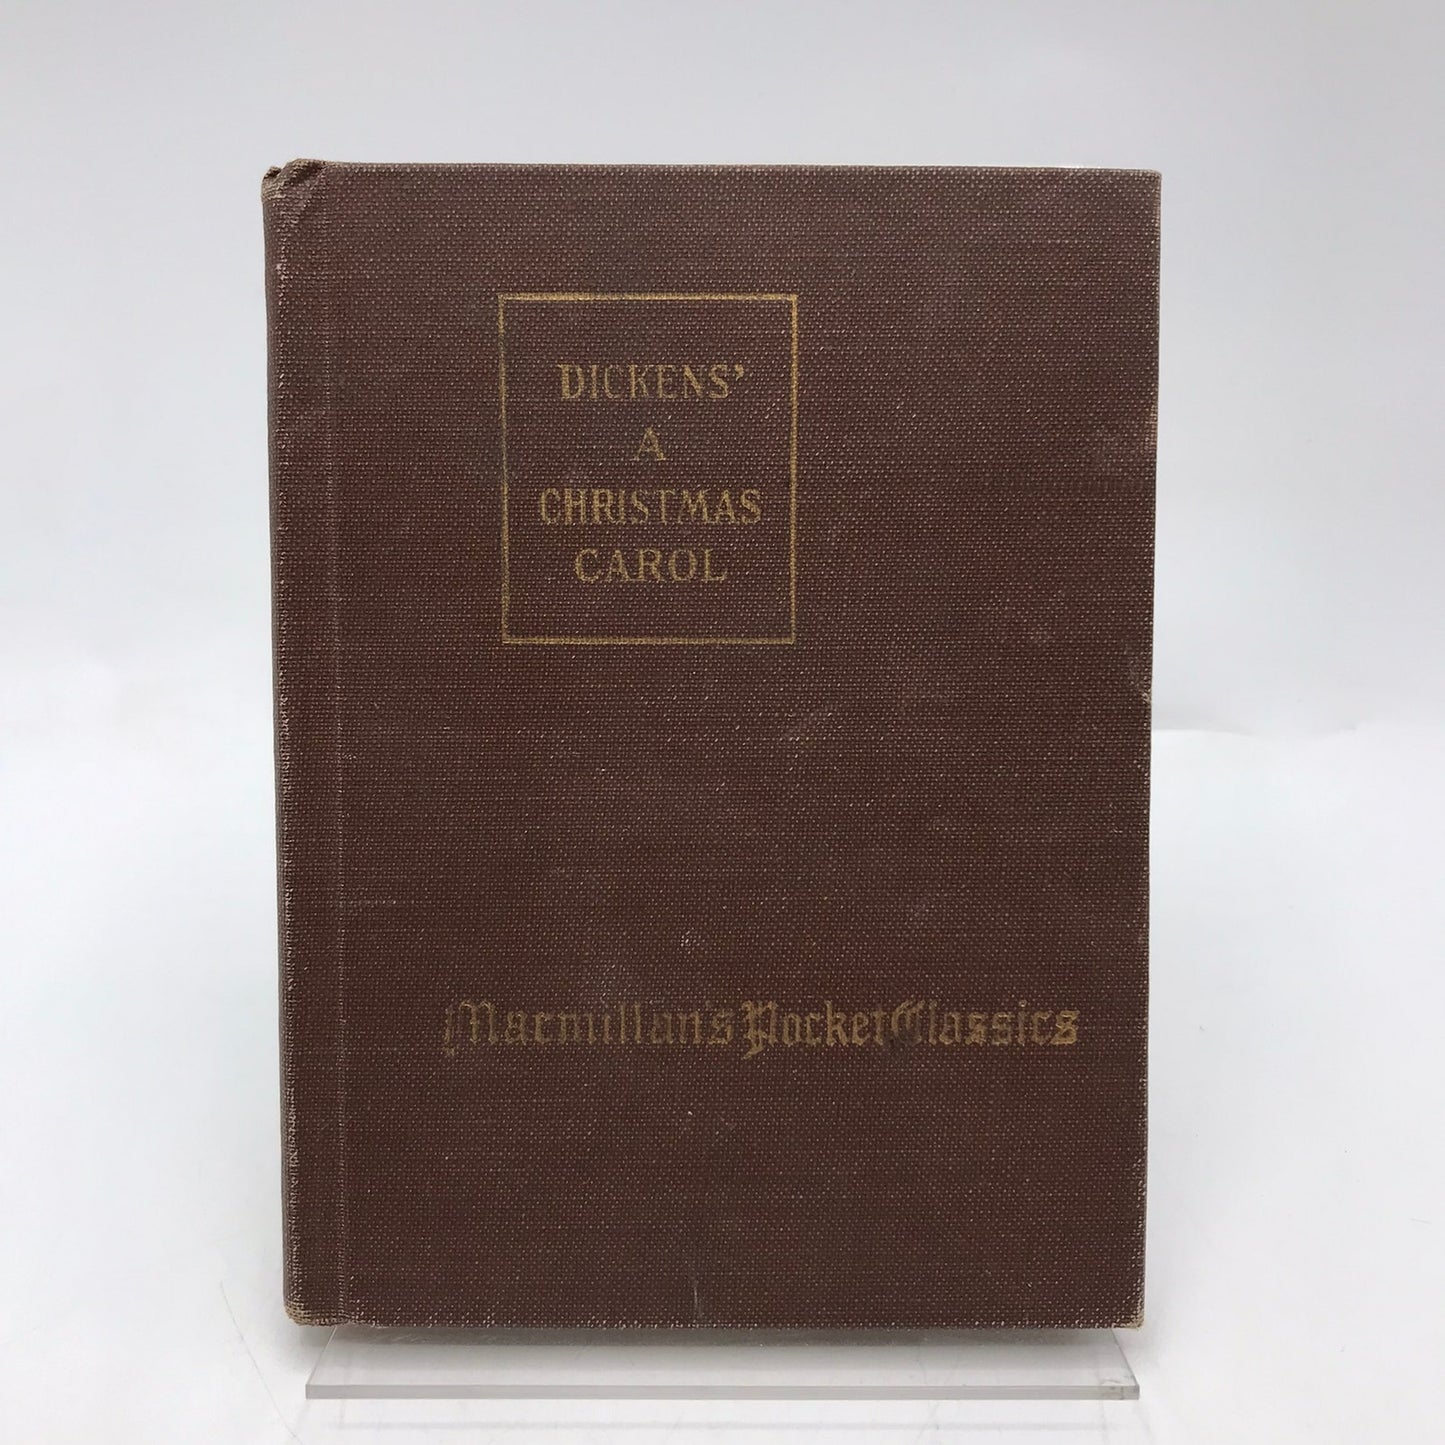 DICKENS'
A
CHRISTMAS
CAROL
Macmillan's Pocket Classics